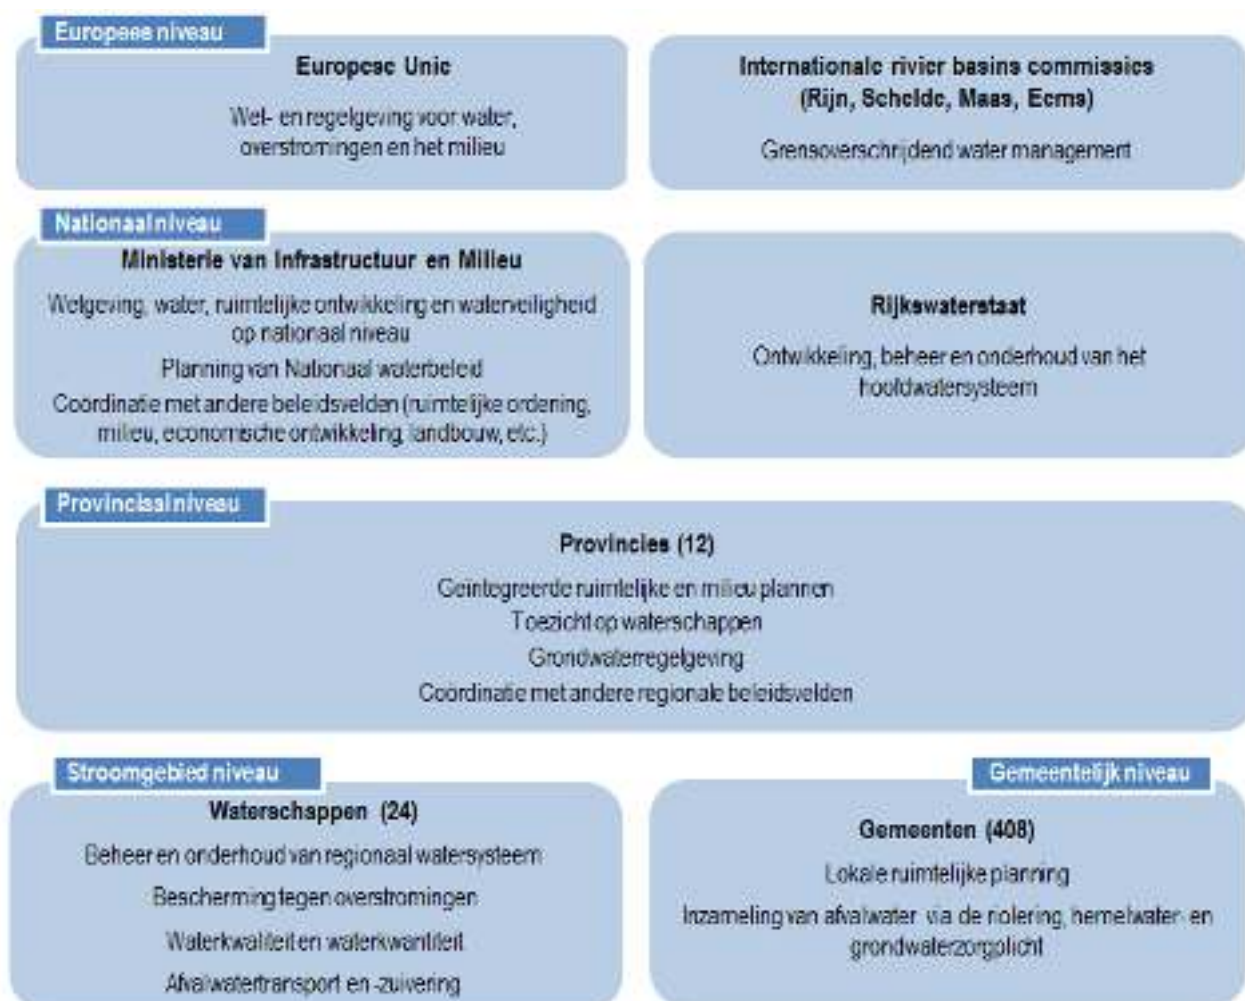 Europees niveau
Europese Unie
Wet- en regelgeving voor water,
overstromingen en het milieu
Internationale rivier basins commissies
(Rijn, Schelde, Maas, Eems)
Grensoverschrijdend water management
Nationaal niveau
Ministerie van Infrastructuur en Milieu
Wetgeving, water, ruimtelijke ontwikkeling en waterveiligheid
op nationaal niveau
Planning van Nationaal waterbeleid
Coördinatie met andere beleidsvelden (ruimtelijke ordening,
milieu, economische ontwikkeling, landbouw, etc.)
Rijkswaterstaat
Ontwikkeling, beheer en onderhoud van het
hoofdwatersysteem
Provinciaal niveau
Provincies (12)
Geïntegreerde ruimtelijke en milieu plannen
Toezicht op waterschappen
Grondwaterregelgeving
Coördinatie met andere regionale beleidsvelden
Stroomgebied niveau
Waterschappen (24)
Beheer en onderhoud van regionaal watersysteem
Bescherming tegen overstromingen
Waterkwaliteit en waterkwantiteit
Afvalwatertransport en -zuivering
Gemeentelijk niveau
Gemeenten (408)
Lokale ruimtelijke planning
Inzameling van afvalwater via de riolering, hemelwater- en
grondwaterzorgplicht